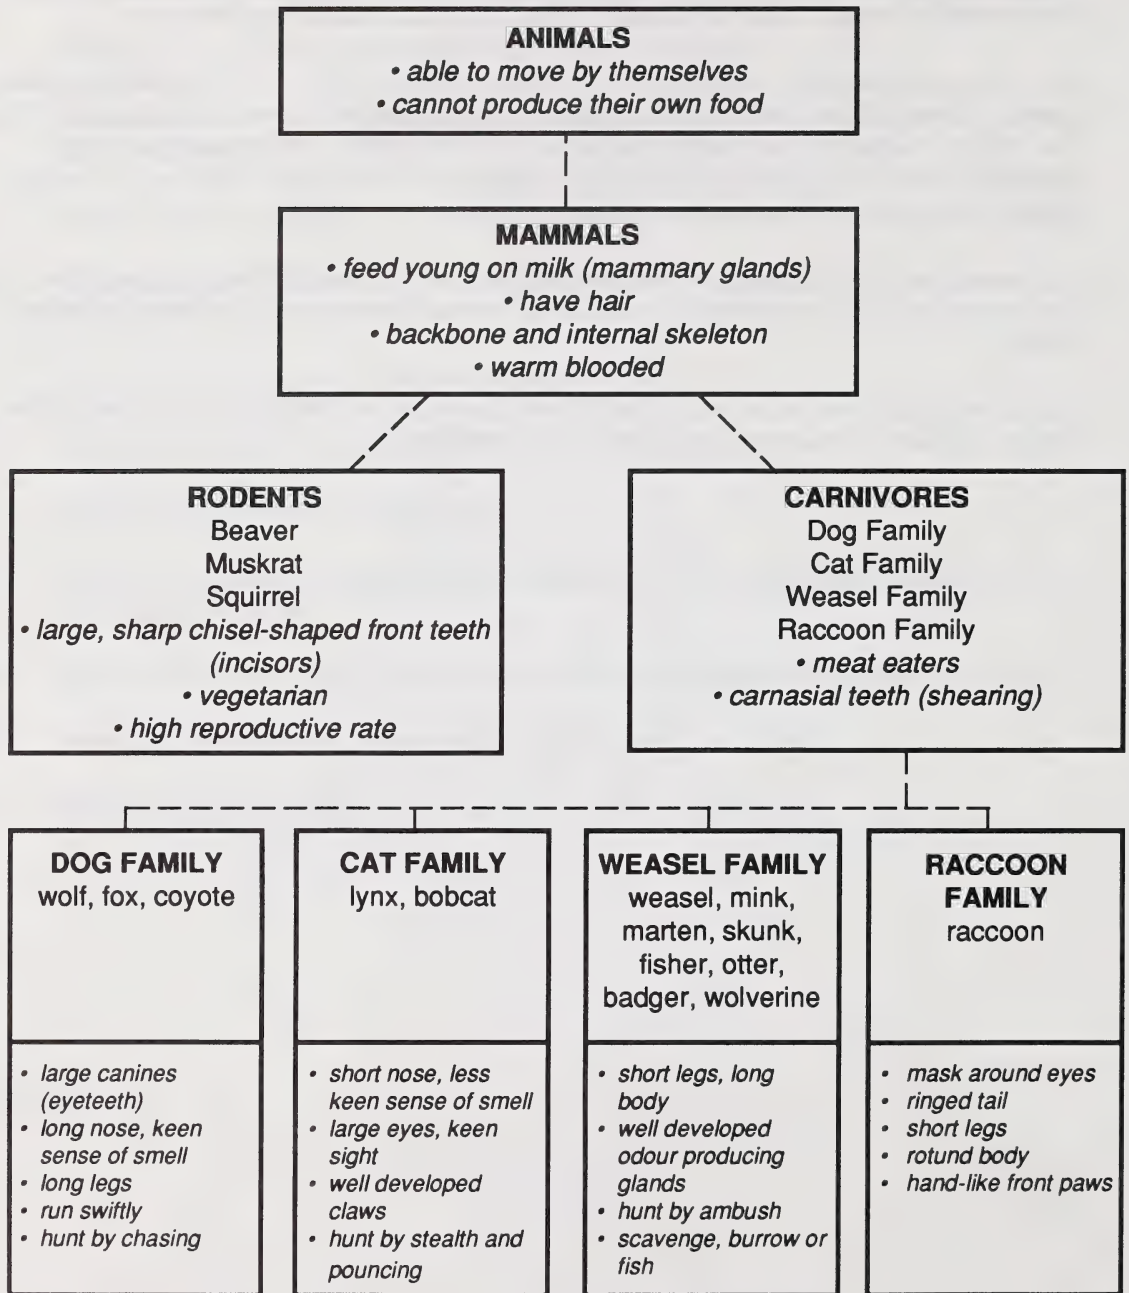 ANIMALS
• able to move by themselves
• cannot produce their own food
MAMMALS
• feed young on milk (mammary glands)
• have hair
• backbone and internal skeleton
• warm blooded
RODENTS
Beaver
Muskrat
Squirrel
• large, sharp chisel-shaped front teeth
(incisors)
• vegetarian
• high reproductive rate
CARNIVORES
Dog Family
Cat Family
Weasel Family
Raccoon Family
• meat eaters
• carnasial teeth (shearing)
DOG FAMILY
wolf, fox, coyote
• large canines
(eyeteeth)
• long nose, keen
sense of smell
• long legs
• run swiftly
• hunt by chasing
CAT FAMILY
lynx, bobcat
• short nose, less
keen sense of smell
• large eyes, keen
sight
• well developed
claws
• hunt by stealth and
pouncing
WEASEL FAMILY
weasel, mink,
marten, skunk,
fisher, otter,
badger, wolverine
• short legs, long
body
• well developed
odour producing
glands
• hunt by ambush
• scavenge, burrow or
fish
RACCOON
FAMILY
raccoon
• mask around eyes
• ringed tail
• short legs
• rotund body
• hand-like front paws